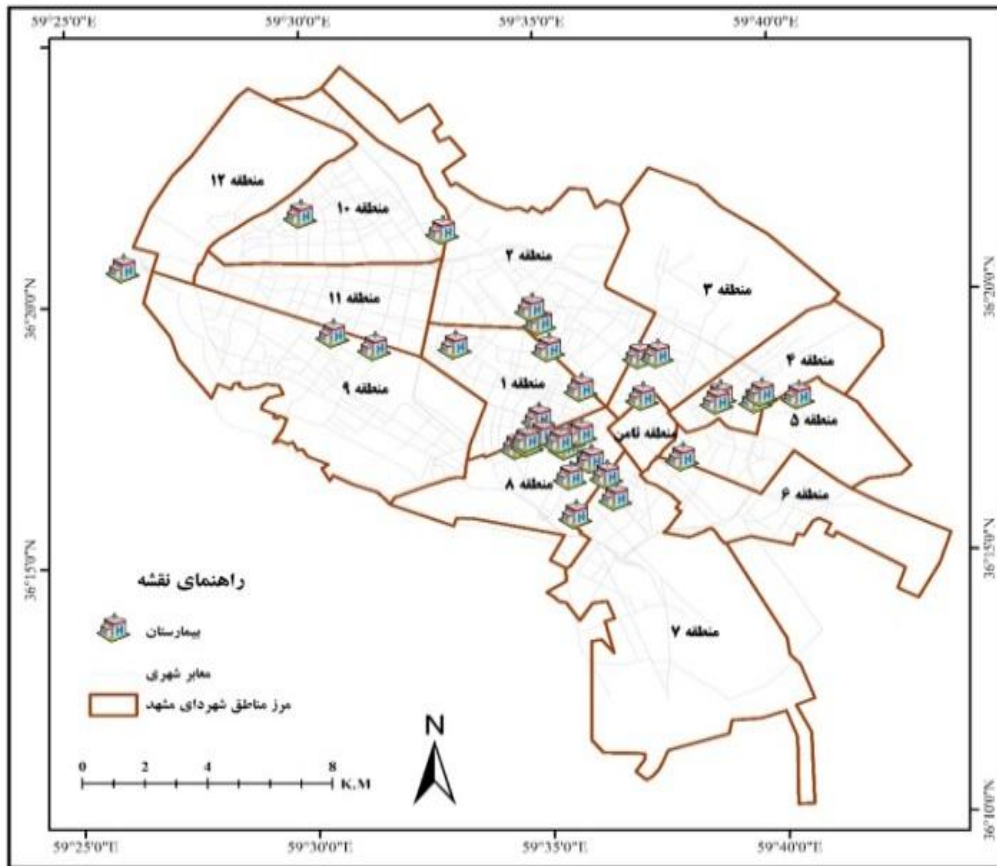 59°25'0"E 59°30'0"E 59°35'0"E 59°40'0"E
منطقه ۱۲
منطقه ۱۰
منطقه ۲
منطقه ۳
36°20'0"N
36°20'0"N
منطقه ۱۱
منطقه ۴
منطقه ۹
منطقه ۱
منطقه ۵
منطقه ثامن
منطقه ۸
منطقه ۶
36°15'0"N
36°15'0"N
راهنمای نقشه
بیمارستان
معابر شهری
مرز مناطق شهردای مشهد
منطقه ۷
N
0 2 4 8
K.M
36°10'0"N
59°25'0"E 59°30'0"E 59°35'0"E 59°40'0"E